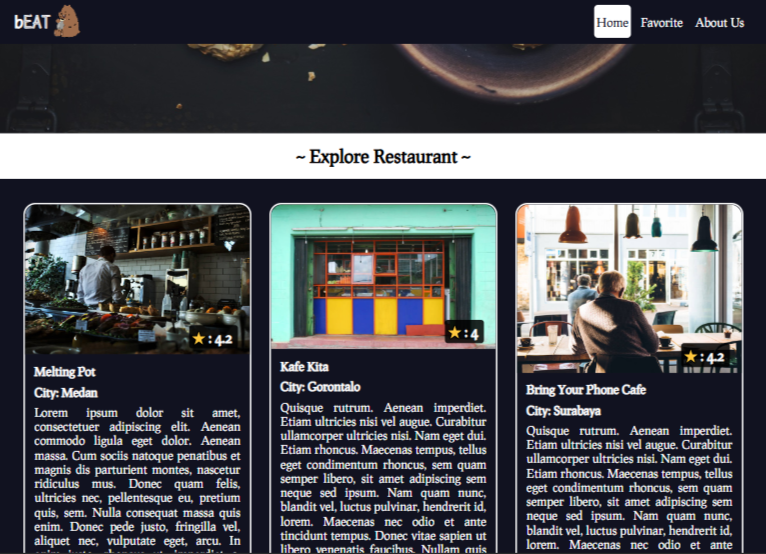 bEAT
Home Favorite About Us
~ Explore Restaurant ~
★ : 4.2
Melting Pot
City: Medan
Lorem ipsum dolor sit amet,
consectetuer adipiscing elit. Aenean
commodo ligula eget dolor. Aenean
massa. Cum sociis natoque penatibus et
magnis dis parturient montes, nascetur
ridiculus mus. Donec quam felis,
ultricies nec, pellentesque eu, pretium
quis, sem. Nulla consequat massa quis
enim. Donec pede justo, fringilla vel,
aliquet nec, vulputate eget, arcu. In
★ : 4
Kafe Kita
City: Gorontalo
Quisque rutrum. Aenean imperdiet.
Etiam ultricies nisi vel augue. Curabitur
ullamcorper ultricies nisi. Nam eget dui.
Etiam rhoncus. Maecenas tempus, tellus
eget condimentum rhoncus, sem quam
semper libero, sit amet adipiscing sem
neque sed ipsum. Nam quam nunc,
blandit vel, luctus pulvinar, hendrerit id,
lorem. Maecenas nec odio et ante
tincidunt tempus. Donec vitae sapien ut
libero venenatis faucibus. Nullam quis
★ : 4.2
Bring Your Phone Cafe
City: Surabaya
Quisque rutrum. Aenean imperdiet.
Etiam ultricies nisi vel augue. Curabitur
ullamcorper ultricies nisi. Nam eget dui.
Etiam rhoncus. Maecenas tempus, tellus
eget condimentum rhoncus, sem quam
semper libero, sit amet adipiscing sem
neque sed ipsum. Nam quam nunc,
blandit vel, luctus pulvinar, hendrerit id,
lorem. Maecenas nec odio et ante